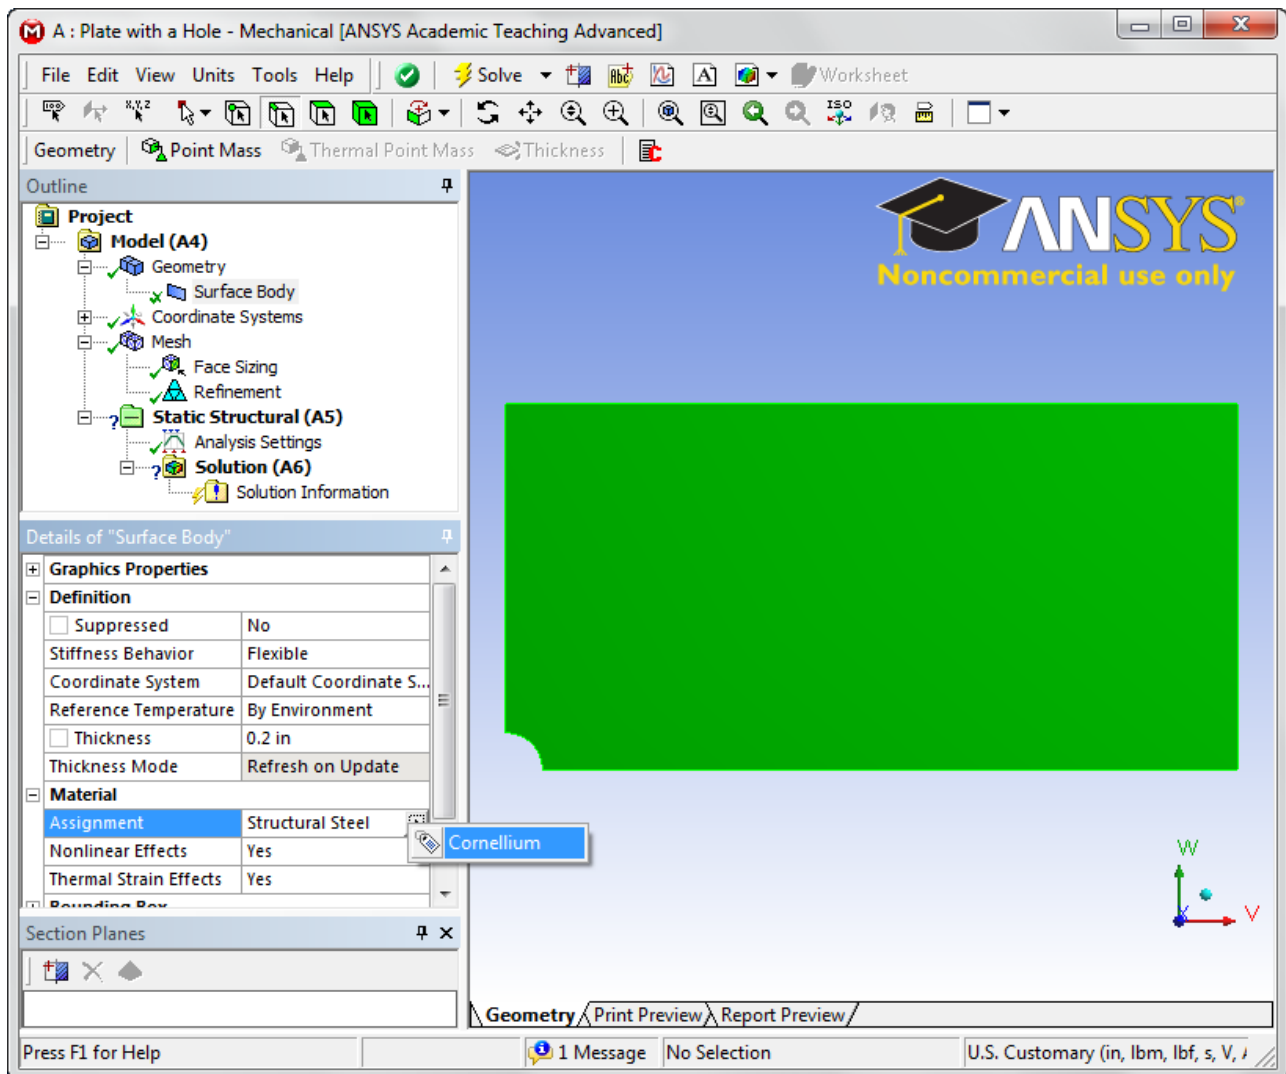 A : Plate with a Hole - Mechanical [ANSYS Academic Teaching Advanced]
File Edit View Units Tools Help Solve Worksheet
Geometry Point Mass Thermal Point Mass Thickness
Outline
Project
Model (A4)
Geometry
Surface Body
Coordinate Systems
Mesh
Face Sizing
Refinement
Static Structural (A5)
Analysis Settings
Solution (A6)
Solution Information
ANSYS
Noncommercial use only
Details of "Surface Body"
Graphics Properties
Definition
Suppressed No
Stiffness Behavior Flexible
Coordinate System Default Coordinate S...
Reference Temperature By Environment
Thickness 0.2 in
Thickness Mode Refresh on Update
Material
Assignment Structural Steel
Cornellium
Nonlinear Effects Yes
Thermal Strain Effects Yes
Bounding Box
W
V
Section Planes
Geometry Print Preview Report Preview
Press F1 for Help 1 Message No Selection U.S. Customary (in, lbm, lbf, s, V,